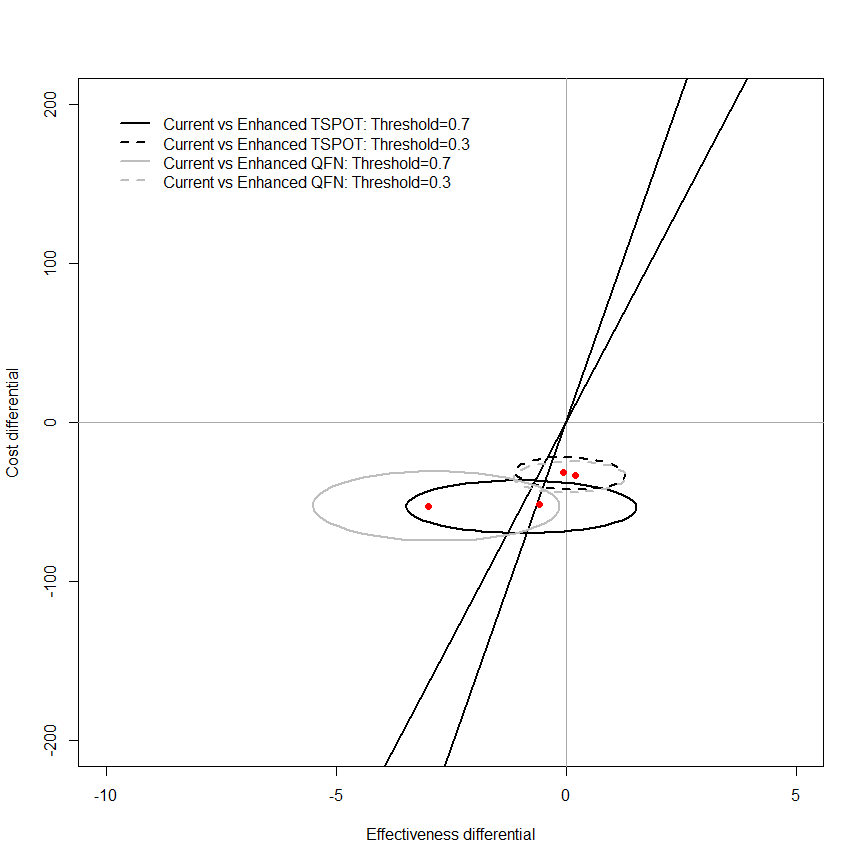 Current vs Enhanced TSPOT: Threshold=0.7
Current vs Enhanced TSPOT: Threshold=0.3
Current vs Enhanced QFN: Threshold=0.7
Current vs Enhanced QFN: Threshold=0.3
200
100
0
-100
-200
Cost differential
-10
-5
0
5
Effectiveness differential